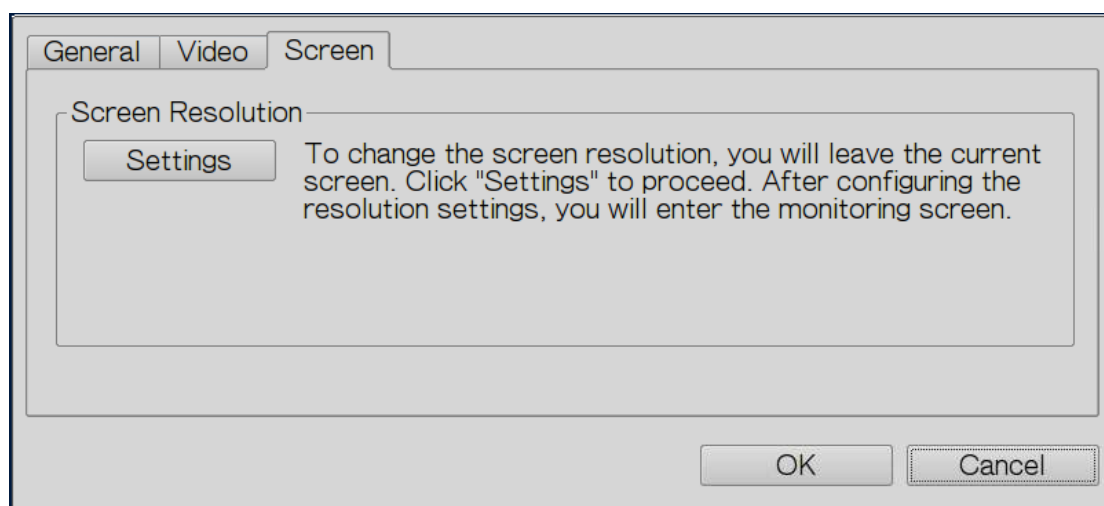 General Video Screen
Screen Resolution
Settings
To change the screen resolution, you will leave the current
screen. Click "Settings" to proceed. After configuring the
resolution settings, you will enter the monitoring screen.
OK Cancel